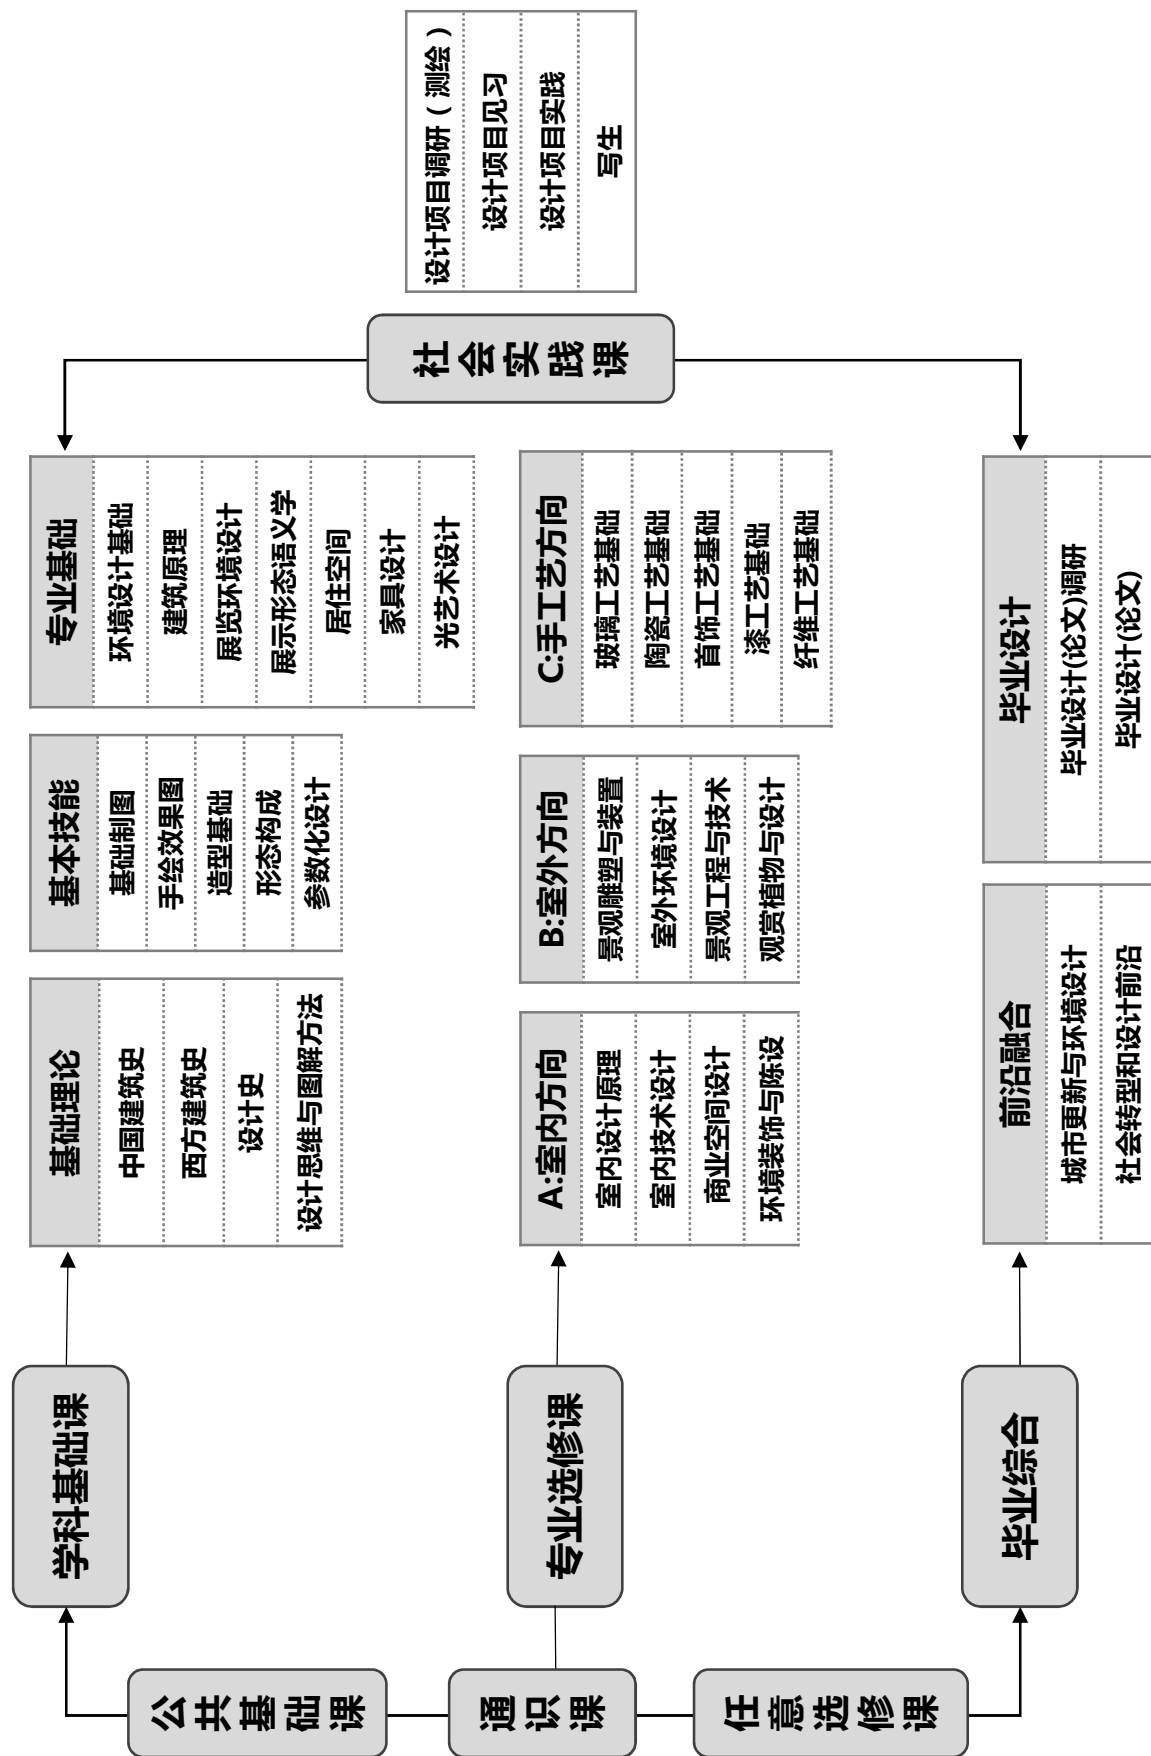 公共基础课
通识课
任意选修课
学科基础课
基础理论
中国建筑史
西方建筑史
设计史
设计思维与图解方法
基本技能
基础制图
手绘效果图
造型基础
形态构成
参数化设计
专业基础
环境设计基础
建筑原理
展览环境设计
展示形态语义学
居住空间
家具设计
光艺术设计
专业选修课
A:室内方向
室内设计原理
室内技术设计
商业空间设计
环境装饰与陈设
B:室外方向
景观雕塑与装置
室外环境设计
景观工程与技术
观赏植物与设计
C:手工艺方向
玻璃工艺基础
陶瓷工艺基础
首饰工艺基础
漆工艺基础
纤维工艺基础
毕业综合
前沿融合
城市更新与环境设计
社会转型和设计前沿
毕业设计
毕业设计(论文)调研
毕业设计(论文)
社会实践课
设计项目调研（测绘）
设计项目见习
设计项目实践
写生